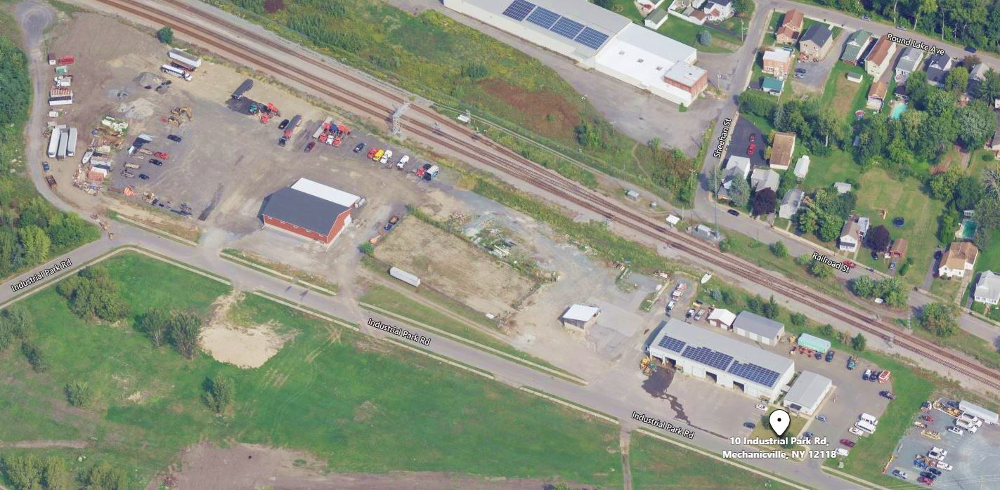 Round Lake Ave
Sheehan St
Railroad St
Industrial Park Rd
Industrial Park Rd
Industrial Park Rd
10 Industrial Park Rd,
Mechanicville, NY 12118